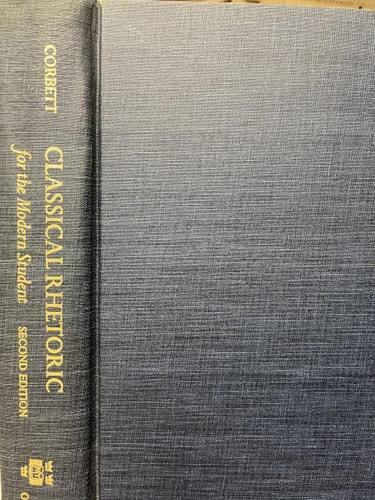 CORBETT
CLASSICAL RHETORIC
for the Modern Student
SECOND EDITION